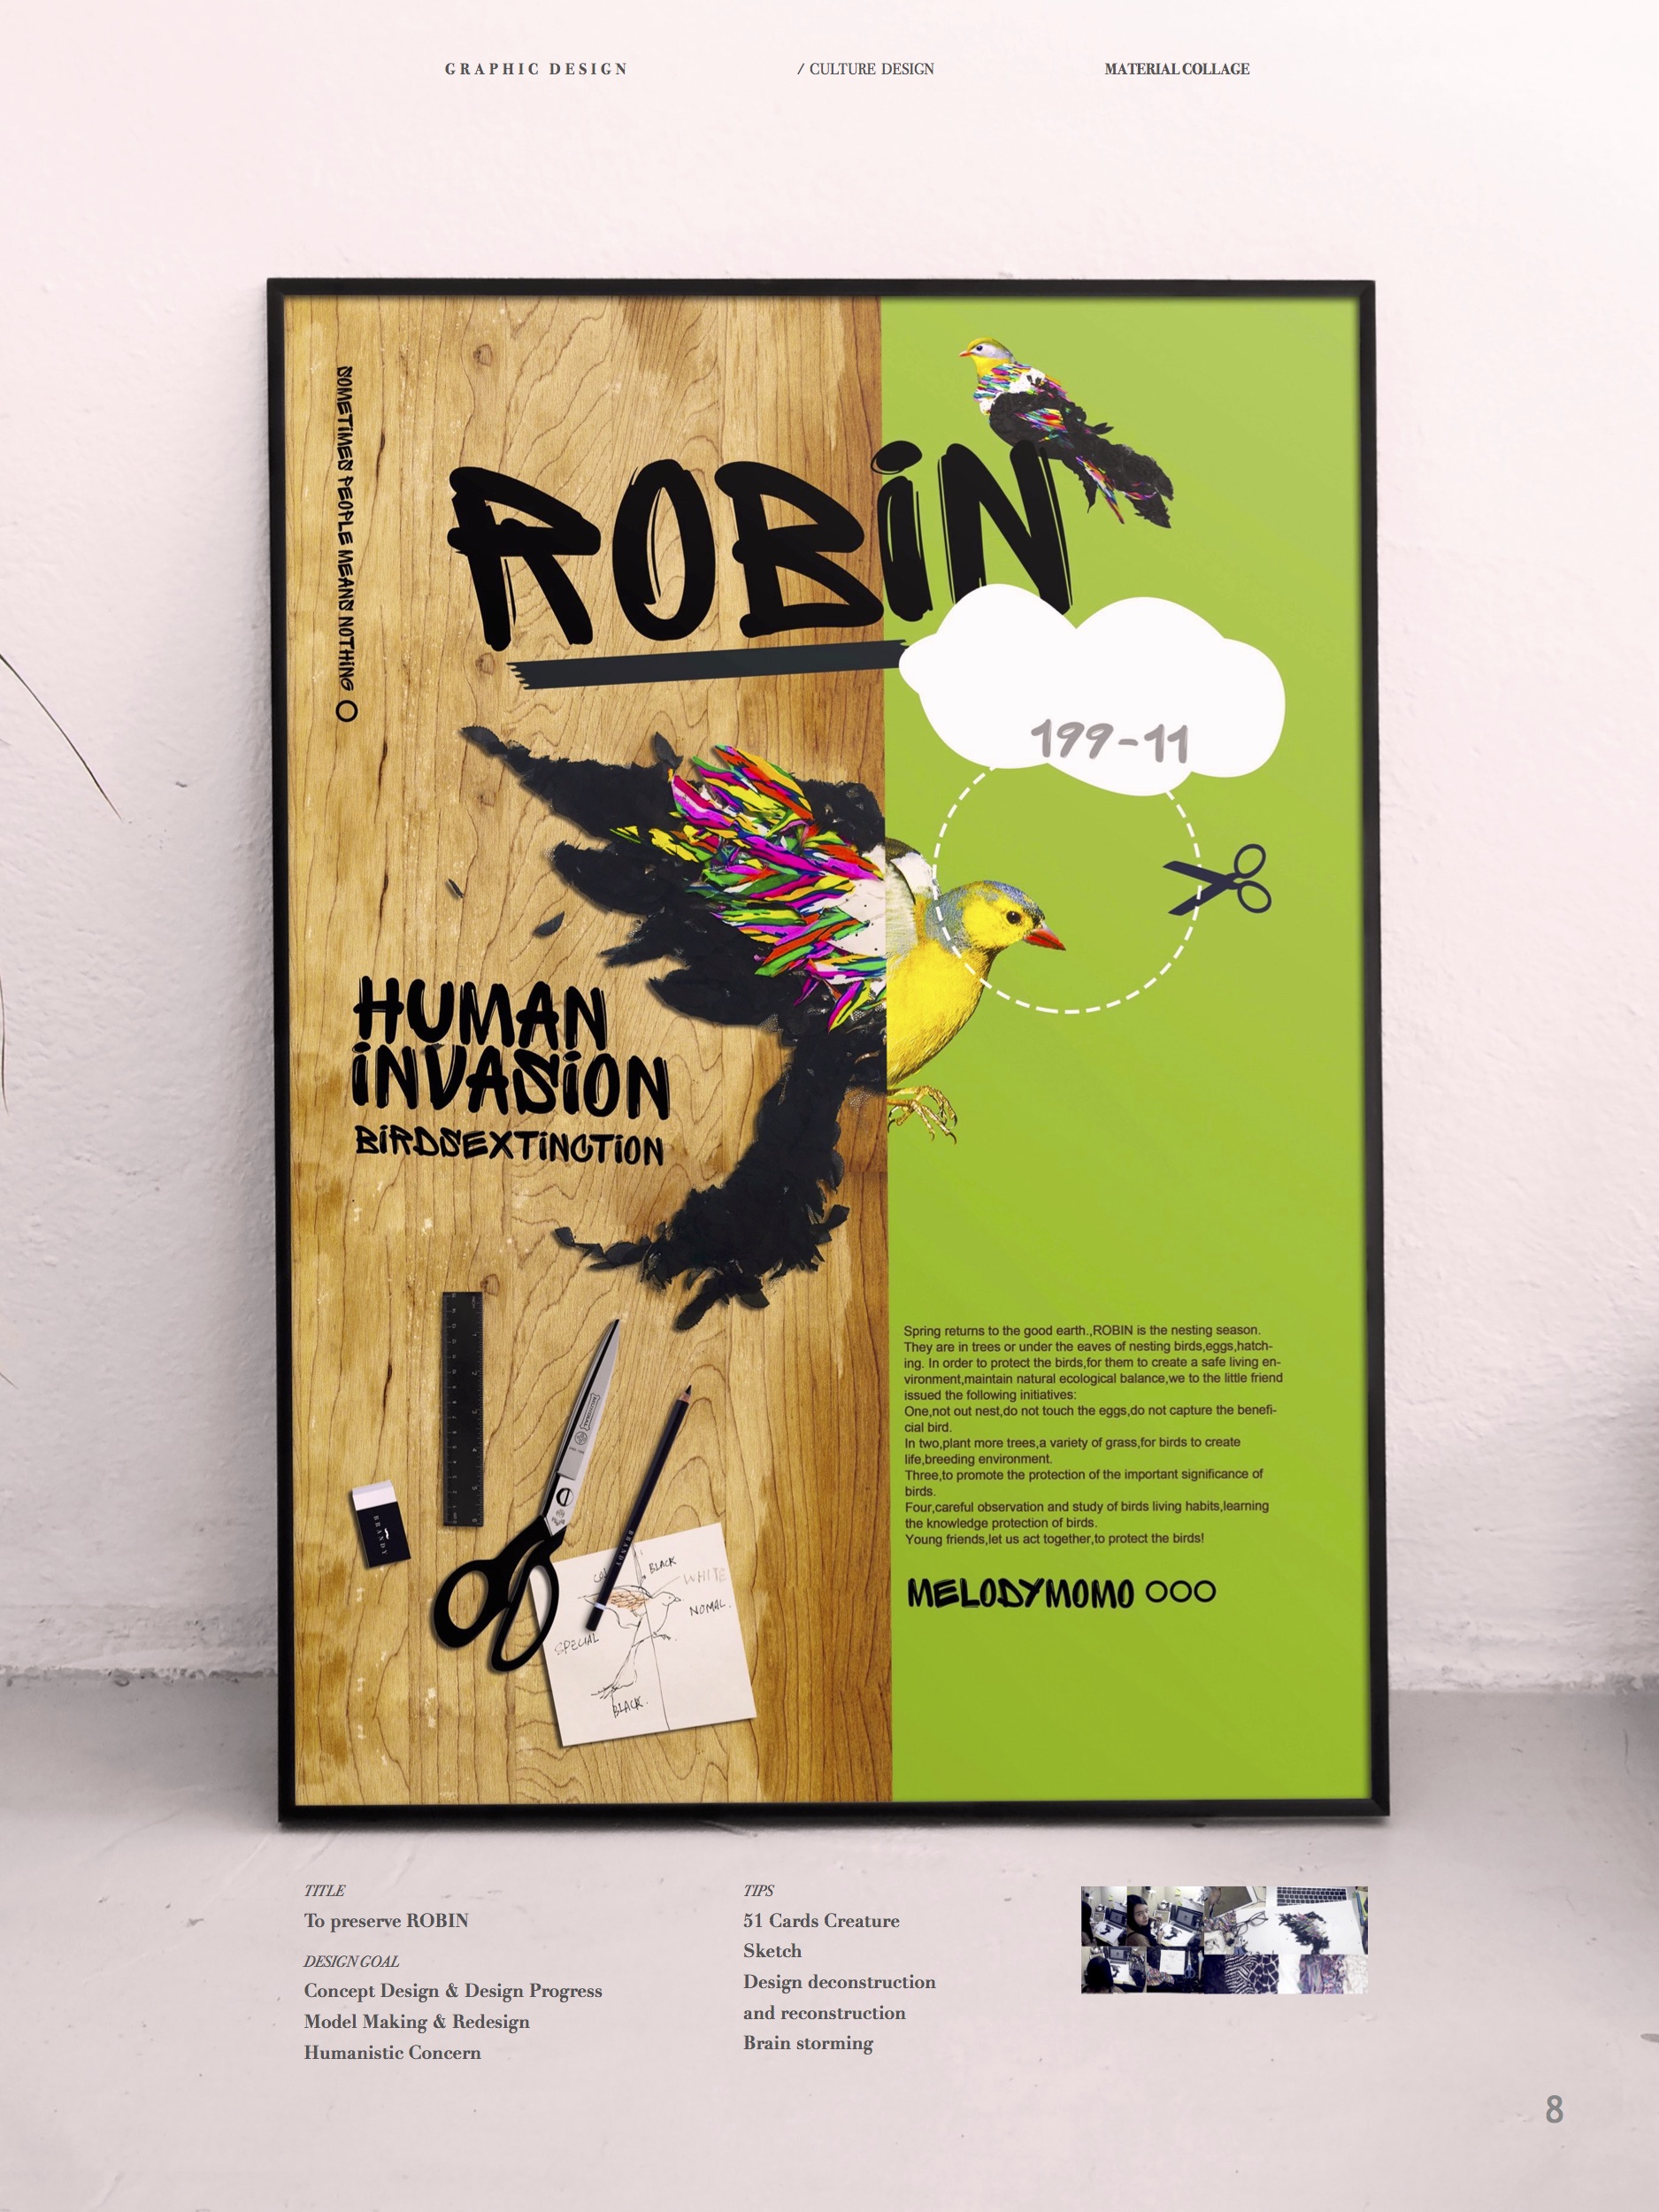 GRAPHIC DESIGN
/ CULTURE DESIGN
MATERIAL COLLAGE
SOMETIMES PEOPLE MEANS NOTHING
ROBIN
199-11
HUMAN
INVASION
BIRDSEXTINCTION
Spring returns to the good earth.,ROBIN is the nesting season.
They are in trees or under the eaves of nesting birds,eggs,hatch-
ing. In order to protect the birds,for them to create a safe living en-
vironment,maintain natural ecological balance,we to the little friend
issued the following initiatives:
One,not out nest,do not touch the eggs,do not capture the benefi-
cial bird.
In two,plant more trees,a variety of grass,for birds to create
life,breeding environment.
Three,to promote the protection of the important significance of
birds.
Four,careful observation and study of birds living habits,learning
the knowledge protection of birds.
Young friends,let us act together,to protect the birds!
MELODYMOMO
BRANDY
BRANDY
BLACK
WHITE
NOMAL.
SPECIAL
BLACK.
TITLE
To preserve ROBIN
DESIGN GOAL
Concept Design & Design Progress
Model Making & Redesign
Humanistic Concern
TIPS
51 Cards Creature
Sketch
Design deconstruction
and reconstruction
Brain storming
8